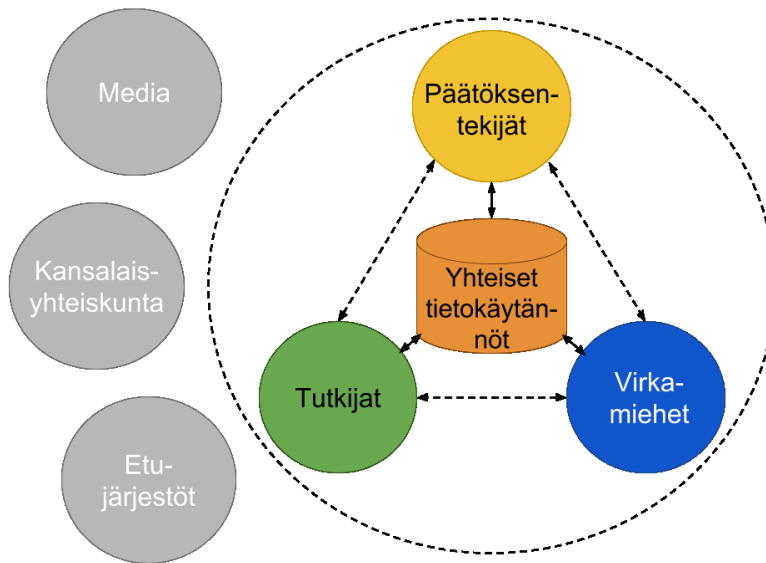 Media
Kansalais-
yhteiskunta
Etu-
järjestöt
Päätöksen-
tekijät
Yhteiset
tietokäytän-
nöt
Tutkijat
Virka-
miehet